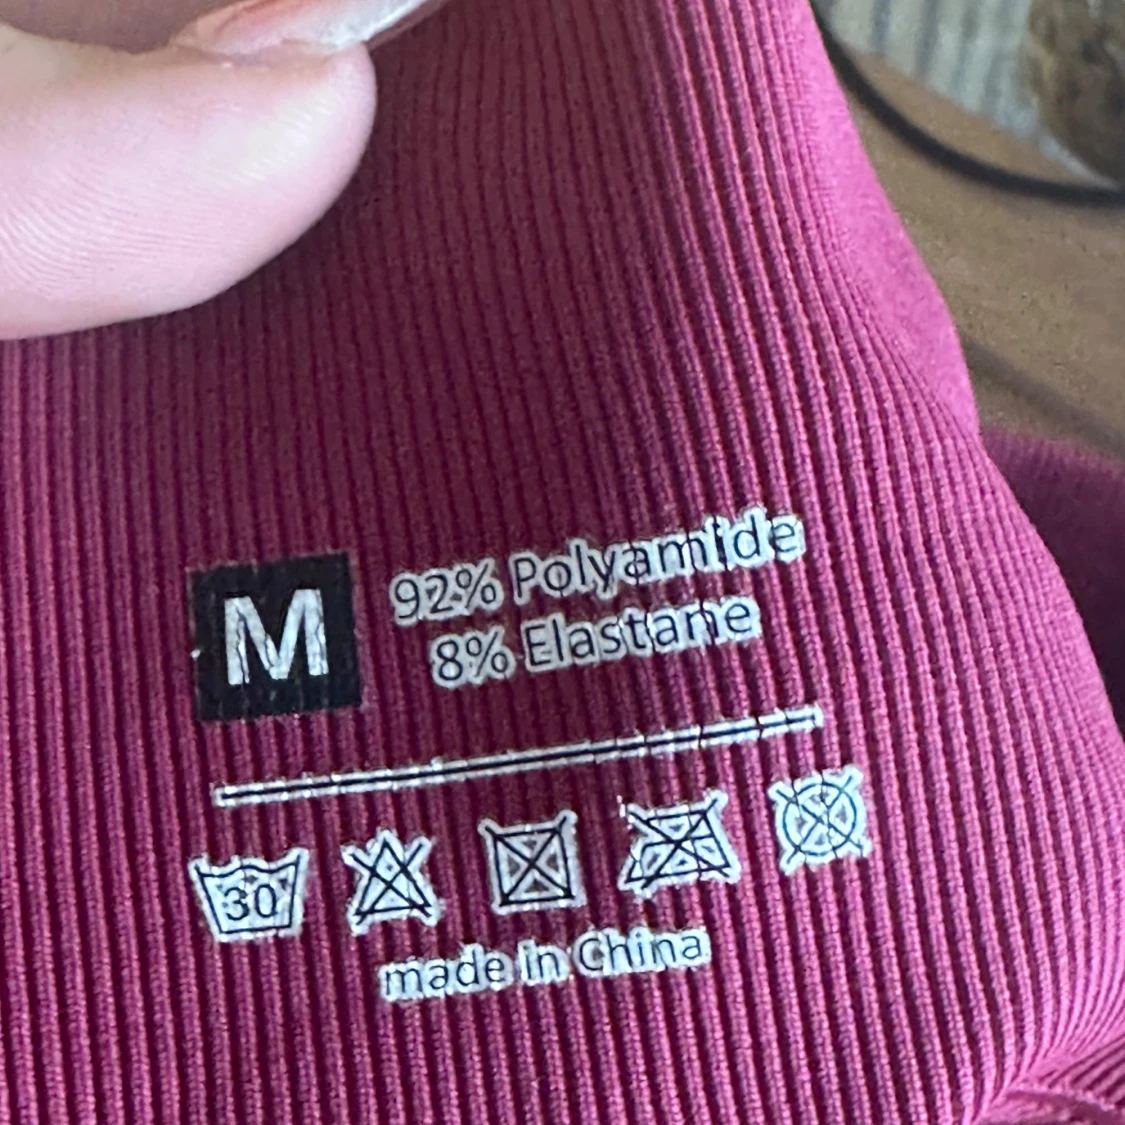 M
92% Polyamide
8% Elastane
30
made in China